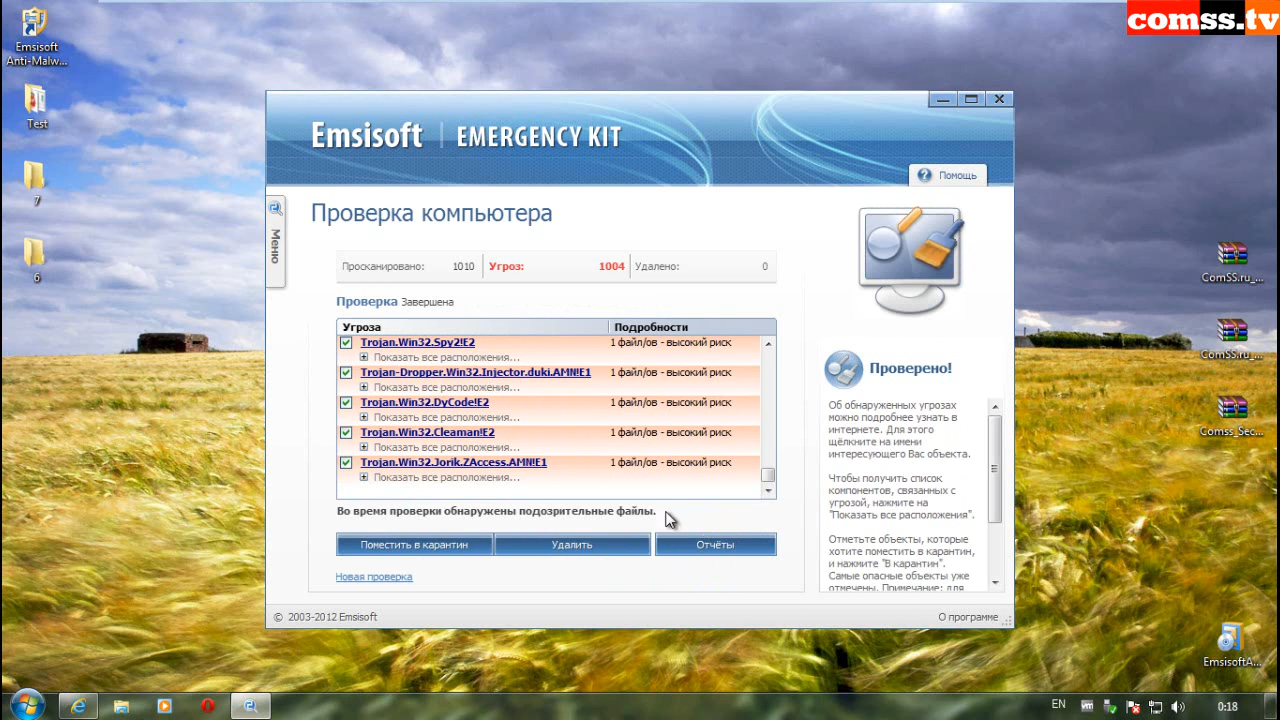 comss.tv
Emsisoft
Anti-Malw...
Test
7
6
ComSS.ru_...
ComSS.ru_...
Comss_Sec...
EmsisoftA...
Emsisoft | EMERGENCY KIT
Помощь
Меню
Проверка компьютера
Просканировано: 1010 Угроз: 1004 Удалено: 0
Проверка Завершена
Угроза Подробности
Trojan.Win32.Spy2!E2 1 файл/ов - высокий риск
Показать все расположения...
Trojan-Dropper.Win32.Injector.duki.AMN!E1 1 файл/ов - высокий риск
Показать все расположения...
Trojan.Win32.DyCode!E2 1 файл/ов - высокий риск
Показать все расположения...
Trojan.Win32.Cleaman!E2 1 файл/ов - высокий риск
Показать все расположения...
Trojan.Win32.Jorik.ZAccess.AMN!E1 1 файл/ов - высокий риск
Показать все расположения...
Во время проверки обнаружены подозрительные файлы.
Поместить в карантин Удалить Отчёты
Новая проверка
Проверено!
Об обнаруженных угрозах
можно подробнее узнать в
интернете. Для этого
щёлкните на имени
интересующего Вас объекта.
Чтобы получить список
компонентов, связанных с
угрозой, нажмите на
"Показать все расположения".
Отметьте объекты, которые
хотите поместить в карантин,
и нажмите "В карантин".
Самые опасные объекты уже
отмечены. Примечание: для
© 2003-2012 Emsisoft
О программе
EN
0:18